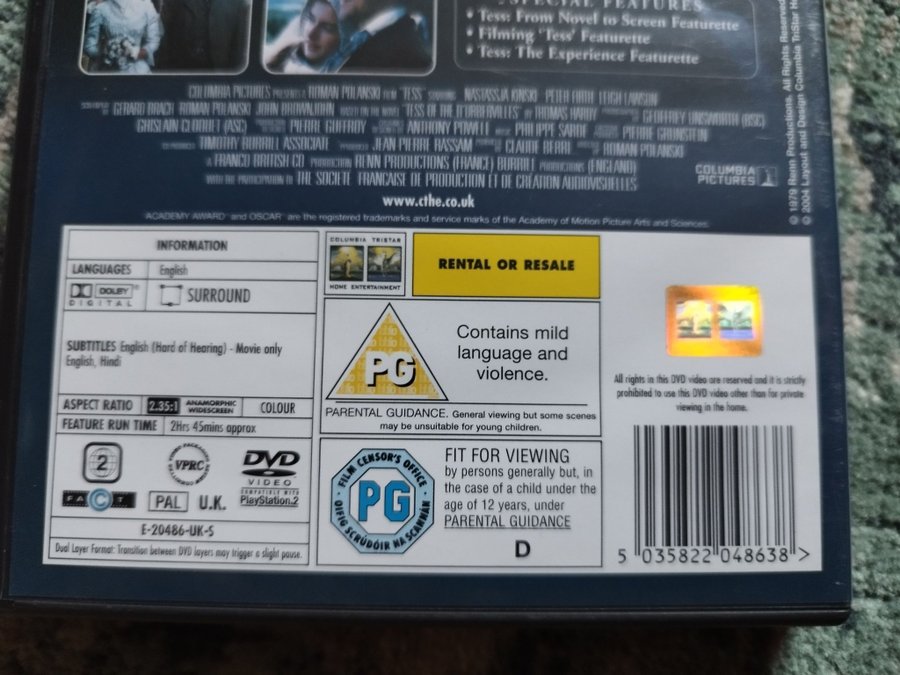 SPECIAL FEATURES
• Tess: From Novel to Screen Featurette
• Filming 'Tess' Featurette
• Tess: The Experience Featurette
COLUMBIA PICTURES PRESENTS A ROMAN POLANSKI FILM "TESS" STARRING NASTASSJA KINSKI PETER FIRTH LEIGH LAWSON
GERARD BRACH ROMAN POLANSKI JOHN BROWNJOHN BASED ON THE NOVEL "TESS OF THE D'URBERVILLES" BY THOMAS HARDY GEOFFREY UNSWORTH (BSC)
GHISLAIN CLOQUET (ASC) PIERRE GUFFROY ANTHONY POWELL MUSIC BY PHILIPPE SARDE PIERRE GRUNSTEIN
TIMOTHY BURRILL ASSOCIATE JEAN PIERRE RASSAM CLAUDE BERRI ROMAN POLANSKI
A FRANCO BRITISH CO PRODUCTION RENN PRODUCTIONS (FRANCE) BURRILL PRODUCTIONS (ENGLAND)
WITH THE PARTICIPATION OF THE SOCIETE FRANCAISE DE PRODUCTION ET DE CRÉATION AUDIOVISUELLES
COLUMBIA
PICTURES
www.cthe.co.uk
ACADEMY AWARD™ and OSCAR™ are the registered trademarks and service marks of the Academy of Motion Picture Arts and Sciences.
© 1979 Renn Productions. All Rights Reserved
© 2004 Layout and Design Columbia TriStar
INFORMATION
LANGUAGES English
DOLBY®
DIGITAL
SURROUND
SUBTITLES English (Hard of Hearing) - Movie only
English, Hindi
ASPECT RATIO 2.35:1 ANAMORPHIC WIDESCREEN COLOUR
FEATURE RUN TIME 2Hrs 45mins approx
2
VPRC
DVD
VIDEO
COMPATIBLE WITH
PlayStation.2
FACT
PAL
U.K.
E-20486-UK-S
Dual Layer Format: Transition between DVD layers may trigger a slight pause.
COLUMBIA TRISTAR
HOME ENTERTAINMENT
RENTAL OR RESALE
PG
Contains mild
language and
violence.
PARENTAL GUIDANCE. General viewing but some scenes
may be unsuitable for young children.
FILM CENSOR'S OFFICE
PG
OIFIG SCRÚDÓIR NA SCANNÁN
FIT FOR VIEWING
by persons generally but, in
the case of a child under the
age of 12 years, under
PARENTAL GUIDANCE
D
All rights in this DVD video are reserved and it is strictly
prohibited to use this DVD video other than for private
viewing in the home.
5 035822 048638 >